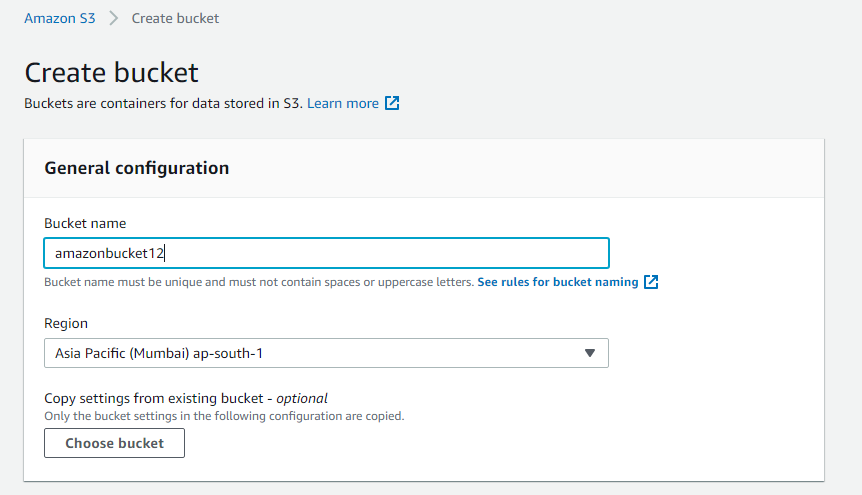 Amazon S3 > Create bucket
Create bucket
Buckets are containers for data stored in S3. Learn more
General configuration
Bucket name
amazonbucket12
Bucket name must be unique and must not contain spaces or uppercase letters. See rules for bucket naming
Region
Asia Pacific (Mumbai) ap-south-1
Copy settings from existing bucket - optional
Only the bucket settings in the following configuration are copied.
Choose bucket